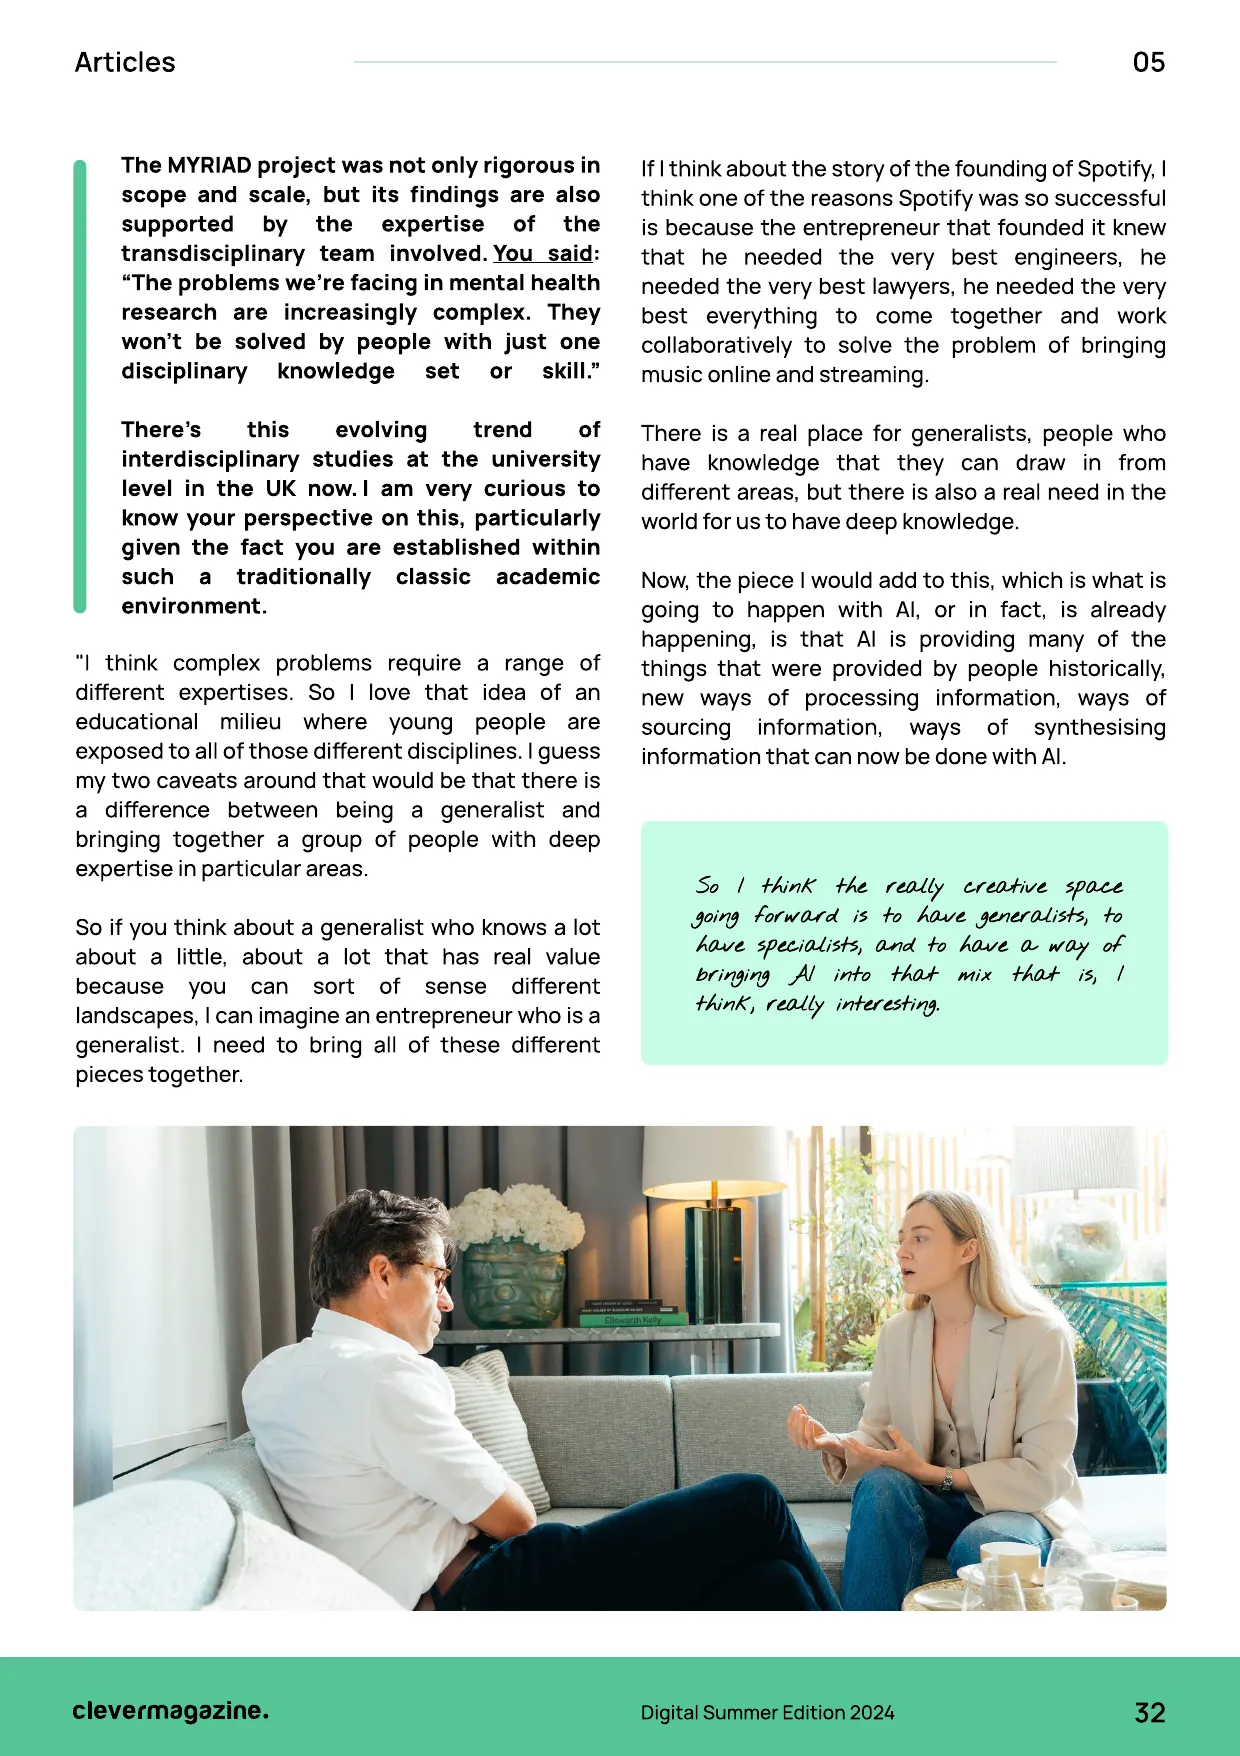 Articles
05
The MYRIAD project was not only rigorous in
scope and scale, but its findings are also
supported by the expertise of the
transdisciplinary team involved. You said:
“The problems we’re facing in mental health
research are increasingly complex. They
won’t be solved by people with just one
disciplinary knowledge set or skill.”
There’s this evolving trend of
interdisciplinary studies at the university
level in the UK now. I am very curious to
know your perspective on this, particularly
given the fact you are established within
such a traditionally classic academic
environment.
"I think complex problems require a range of
different expertises. So I love that idea of an
educational milieu where young people are
exposed to all of those different disciplines. I guess
my two caveats around that would be that there is
a difference between being a generalist and
bringing together a group of people with deep
expertise in particular areas.
So if you think about a generalist who knows a lot
about a little, about a lot that has real value
because you can sort of sense different
landscapes, I can imagine an entrepreneur who is a
generalist. I need to bring all of these different
pieces together.
If I think about the story of the founding of Spotify, I
think one of the reasons Spotify was so successful
is because the entrepreneur that founded it knew
that he needed the very best engineers, he
needed the very best lawyers, he needed the very
best everything to come together and work
collaboratively to solve the problem of bringing
music online and streaming.
There is a real place for generalists, people who
have knowledge that they can draw in from
different areas, but there is also a real need in the
world for us to have deep knowledge.
Now, the piece I would add to this, which is what is
going to happen with AI, or in fact, is already
happening, is that AI is providing many of the
things that were provided by people historically,
new ways of processing information, ways of
sourcing information, ways of synthesising
information that can now be done with AI.
So I think the really creative space
going forward is to have generalists, to
have specialists, and to have a way of
bringing AI into that mix that is, I
think, really interesting.
Ellsworth Kelly
clevermagazine.
Digital Summer Edition 2024
32